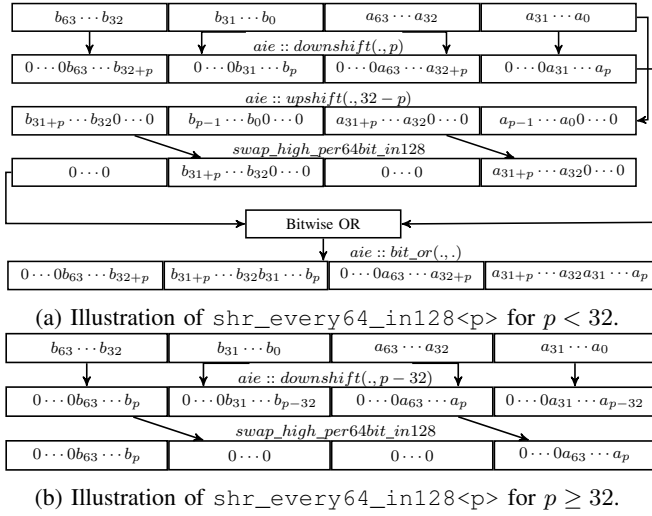 b₆₃ ⋯ b₃₂ b₃₁ ⋯ b₀ a₆₃ ⋯ a₃₂ a₃₁ ⋯ a₀
aie :: downshift(., p)
0 ⋯ 0b₆₃ ⋯ b₃₂₊ₚ 0 ⋯ 0b₃₁ ⋯ bₚ 0 ⋯ 0a₆₃ ⋯ a₃₂₊ₚ 0 ⋯ 0a₃₁ ⋯ aₚ
aie :: upshift(., 32 − p)
b₃₁₊ₚ ⋯ b₃₂0 ⋯ 0 bₚ₋₁ ⋯ b₀0 ⋯ 0 a₃₁₊ₚ ⋯ a₃₂0 ⋯ 0 aₚ₋₁ ⋯ a₀0 ⋯ 0
swap_high_per64bit_in128
0 ⋯ 0 b₃₁₊ₚ ⋯ b₃₂0 ⋯ 0 0 ⋯ 0 a₃₁₊ₚ ⋯ a₃₂0 ⋯ 0
Bitwise OR
aie :: bit_or(., .)
0 ⋯ 0b₆₃ ⋯ b₃₂₊ₚ b₃₁₊ₚ ⋯ b₃₂b₃₁ ⋯ bₚ 0 ⋯ 0a₆₃ ⋯ a₃₂₊ₚ a₃₁₊ₚ ⋯ a₃₂a₃₁ ⋯ aₚ
(a) Illustration of shr_every64_in128<p> for p < 32.
b₆₃ ⋯ b₃₂ b₃₁ ⋯ b₀ a₆₃ ⋯ a₃₂ a₃₁ ⋯ a₀
aie :: downshift(., p − 32)
0 ⋯ 0b₆₃ ⋯ bₚ 0 ⋯ 0b₃₁ ⋯ bₚ₋₃₂ 0 ⋯ 0a₆₃ ⋯ aₚ 0 ⋯ 0a₃₁ ⋯ aₚ₋₃₂
swap_high_per64bit_in128
0 ⋯ 0b₆₃ ⋯ bₚ 0 ⋯ 0 0 ⋯ 0 0 ⋯ 0a₆₃ ⋯ aₚ
(b) Illustration of shr_every64_in128<p> for p ≥ 32.